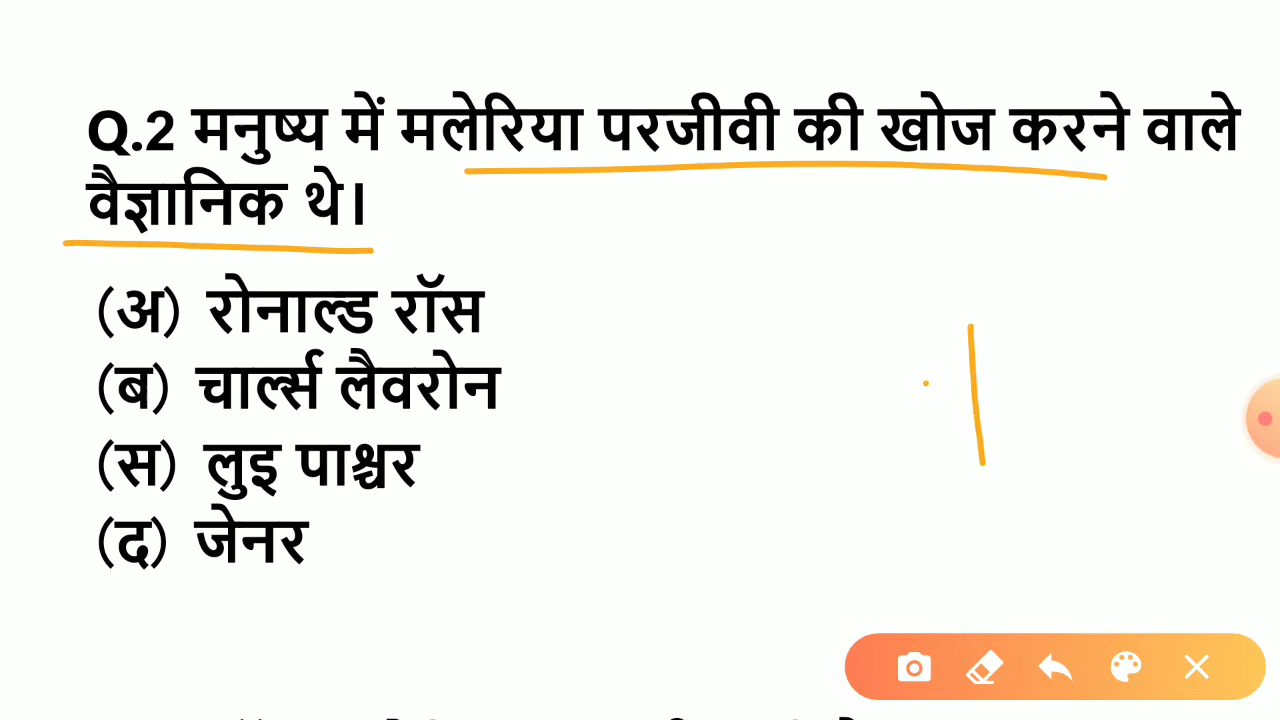 Q.2 मनुष्य में मलेरिया परजीवी की खोज करने वाले
वैज्ञानिक थे।
(अ) रोनाल्ड रॉस
(ब) चार्ल्स लैवरोन
(स) लुइ पाश्चर
(द) जेनर